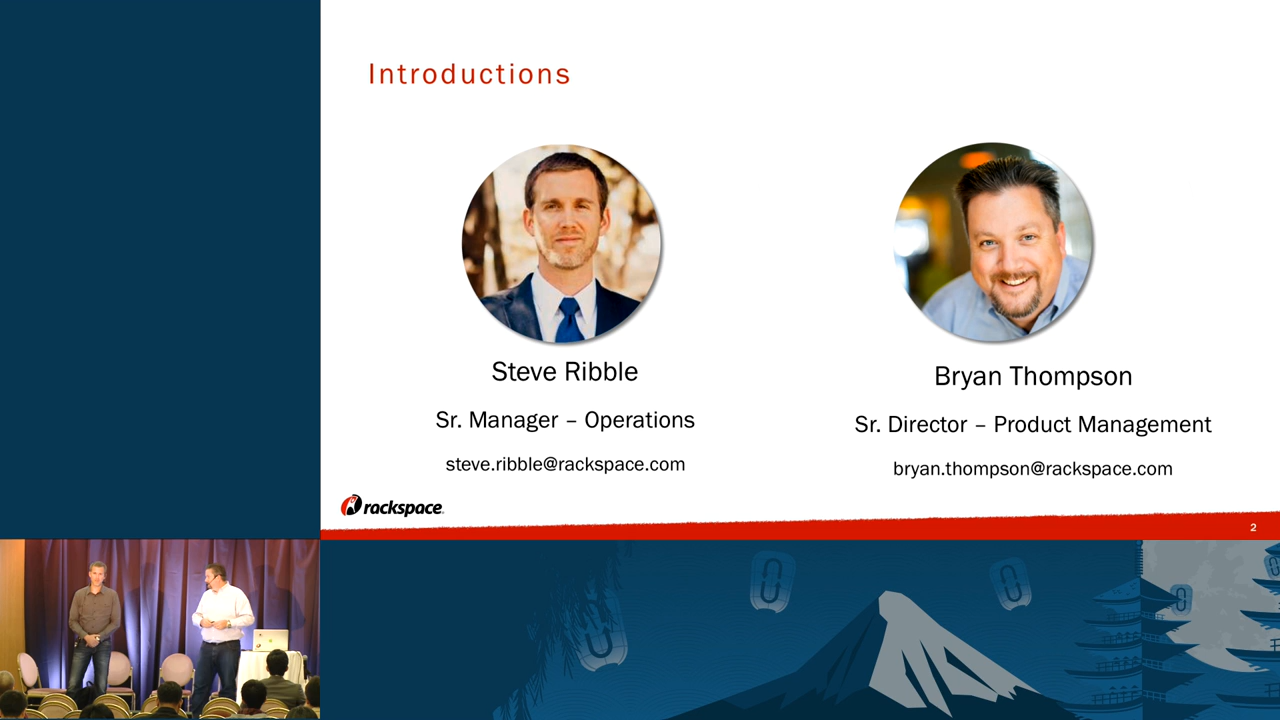 Introductions
Steve Ribble
Sr. Manager – Operations
steve.ribble@rackspace.com
Bryan Thompson
Sr. Director – Product Management
bryan.thompson@rackspace.com
rackspace
2